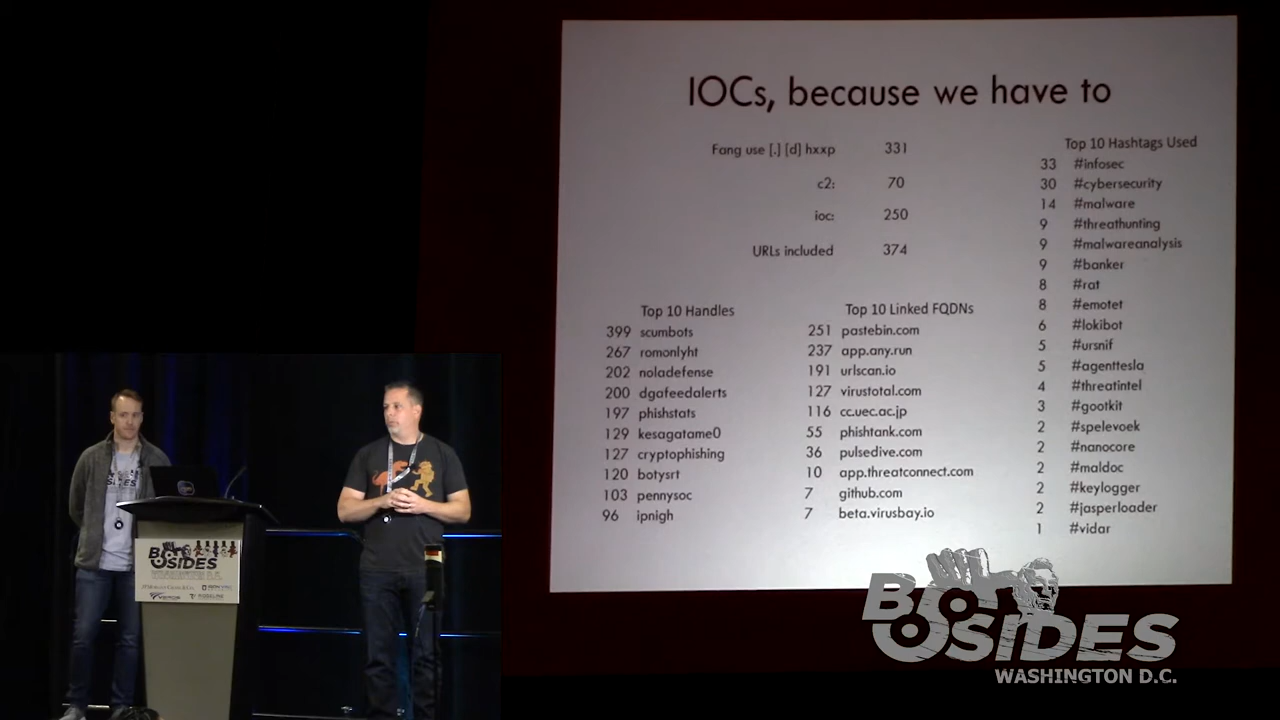 IOCs, because we have to
Fang use [.] [d] hxxp 331
c2: 70
ioc: 250
URLs included 374
Top 10 Handles
399 scumbots
267 romonlyht
202 noladefense
200 dgafeedalerts
197 phishstats
129 kesagatame0
127 cryptophishing
120 botysrt
103 pennysoc
96 ipnigh
Top 10 Linked FQDNs
251 pastebin.com
237 app.any.run
191 urlscan.io
127 virustotal.com
116 cc.uec.ac.jp
55 phishtank.com
36 pulsedive.com
10 app.threatconnect.com
7 github.com
7 beta.virusbay.io
Top 10 Hashtags Used
33 #infosec
30 #cybersecurity
14 #malware
9 #threathunting
9 #malwareanalysis
9 #banker
8 #rat
8 #emotet
6 #lokibot
5 #ursnif
5 #agenttesla
4 #threatintel
3 #gootkit
2 #spelevoek
2 #nanocore
2 #maldoc
2 #keylogger
2 #jasperloader
1 #vidar
BSIDES
BSIDES
WASHINGTON D.C.